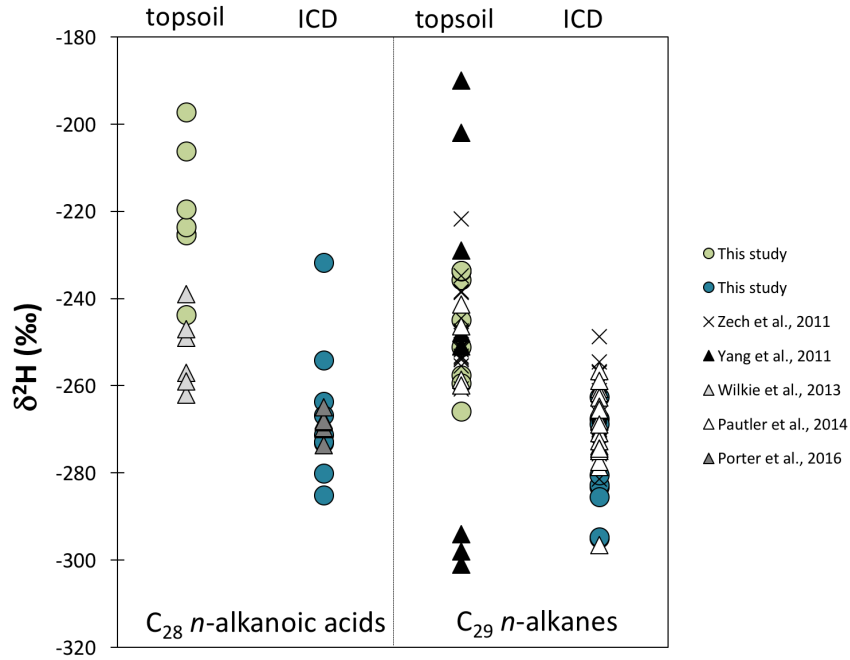 topsoil ICD topsoil ICD
-180
-200
-220
-240
-260
-280
-300
-320
δ²H (‰)
C₂₈ n-alkanoic acids
C₂₉ n-alkanes
This study
This study
Zech et al., 2011
Yang et al., 2011
Wilkie et al., 2013
Pautler et al., 2014
Porter et al., 2016